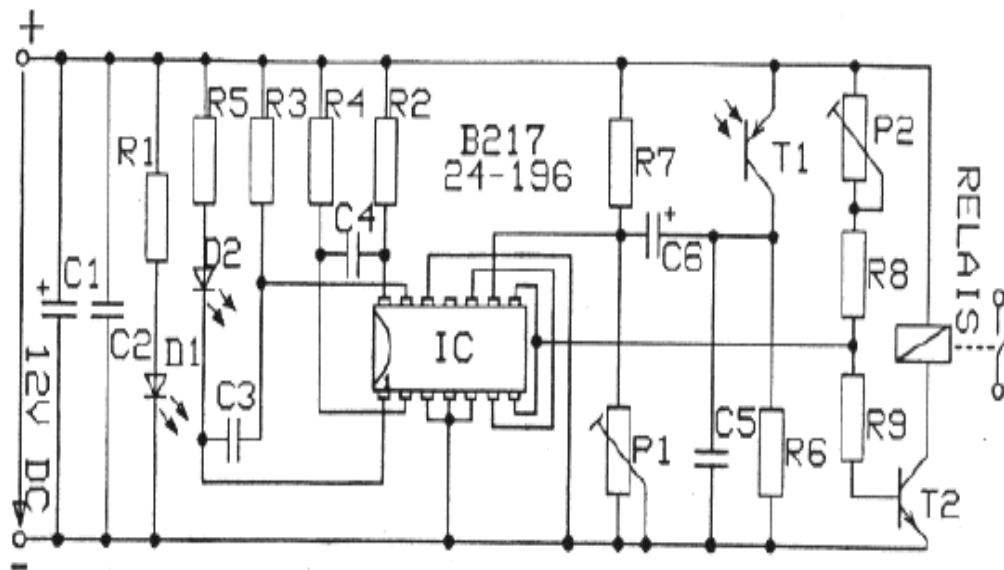 +
R5 R3 R4 R2
B217
24-196
R1
R7
T1
P2
C4
D2
C6
C1
R8
RELAIS
C2
D1
IC
12V DC
C3
1
P1
C5
R6
R9
T2
-